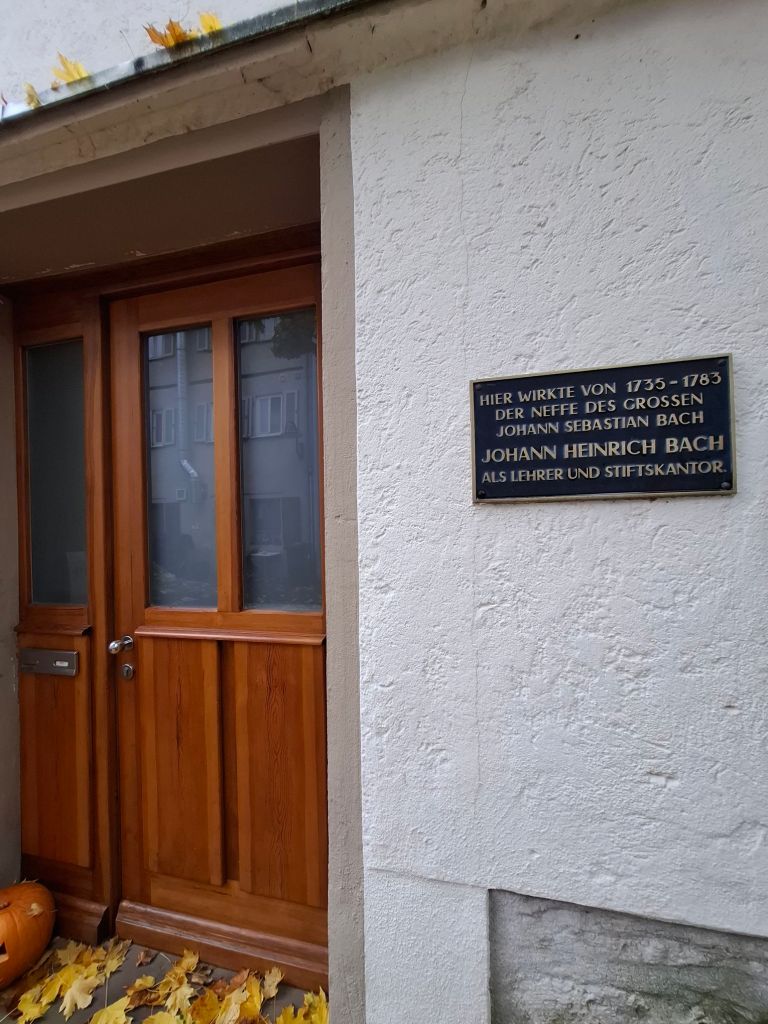 HIER WIRKTE VON 1735-1783
DER NEFFE DES GROSSEN
JOHANN SEBASTIAN BACH
JOHANN HEINRICH BACH
ALS LEHRER UND STIFTSKANTOR.